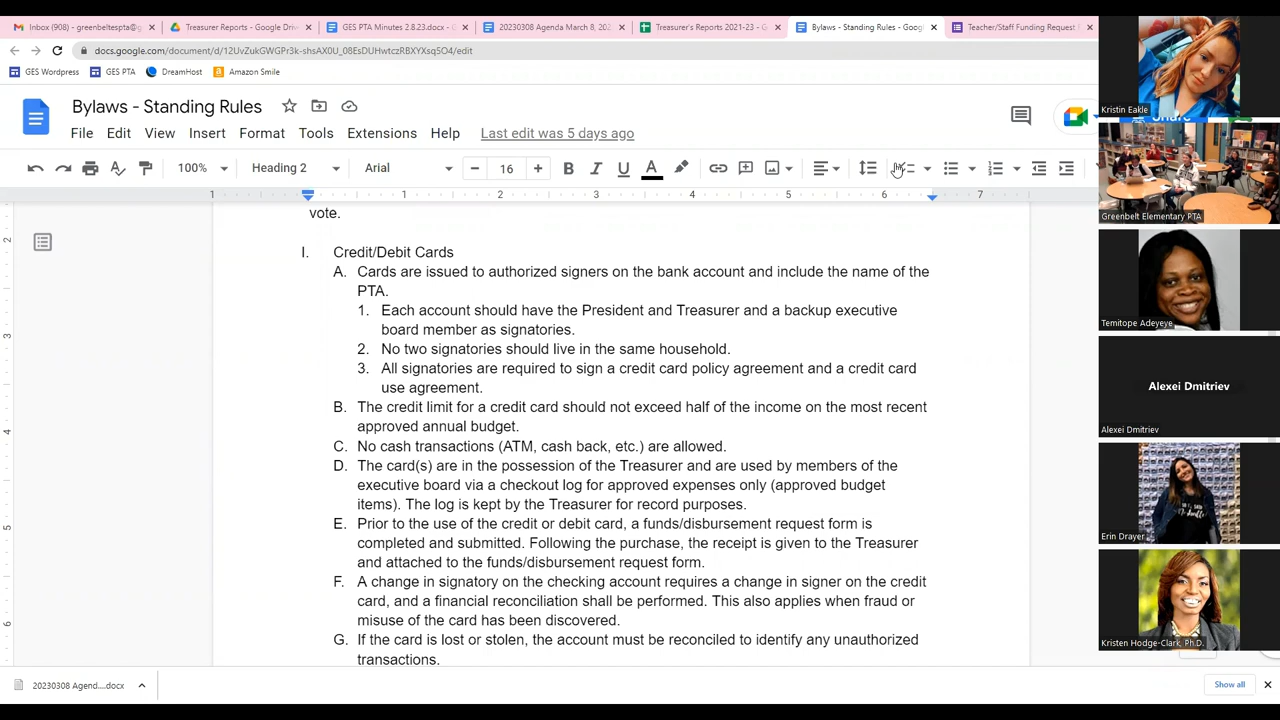 Inbox (908) - greenbeltespta@g
Treasurer Reports - Google Driv
GES PTA Minutes 2.8.23.docx - G
20230308 Agenda March 8, 202
Treasurer's Reports 2021-23 - G
Bylaws - Standing Rules - Goog
Teacher/Staff Funding Request
docs.google.com/document/d/12UvZukGWGPr3k-shsAX0U_08EsDUHwtczRBXYXsq5O4/edit
GES Wordpress
GES PTA
DreamHost
Amazon Smile
Bylaws - Standing Rules
File Edit View Insert Format Tools Extensions Help Last edit was 5 days ago
Share
100% Heading 2 Arial 16
1 1 2 3 4 5 6 7
vote.
I. Credit/Debit Cards
A. Cards are issued to authorized signers on the bank account and include the name of the
PTA.
1. Each account should have the President and Treasurer and a backup executive
board member as signatories.
2. No two signatories should live in the same household.
3. All signatories are required to sign a credit card policy agreement and a credit card
use agreement.
B. The credit limit for a credit card should not exceed half of the income on the most recent
approved annual budget.
C. No cash transactions (ATM, cash back, etc.) are allowed.
D. The card(s) are in the possession of the Treasurer and are used by members of the
executive board via a checkout log for approved expenses only (approved budget
items). The log is kept by the Treasurer for record purposes.
E. Prior to the use of the credit or debit card, a funds/disbursement request form is
completed and submitted. Following the purchase, the receipt is given to the Treasurer
and attached to the funds/disbursement request form.
F. A change in signatory on the checking account requires a change in signer on the credit
card, and a financial reconciliation shall be performed. This also applies when fraud or
misuse of the card has been discovered.
G. If the card is lost or stolen, the account must be reconciled to identify any unauthorized
transactions.
2
3
4
5
6
Kristin Eakle
Greenbelt Elementary PTA
Temitope Adeyeye
Alexei Dmitriev
Alexei Dmitriev
Erin Drayer
Kristen Hodge-Clark, Ph.D.
20230308 Agend....docx
Show all